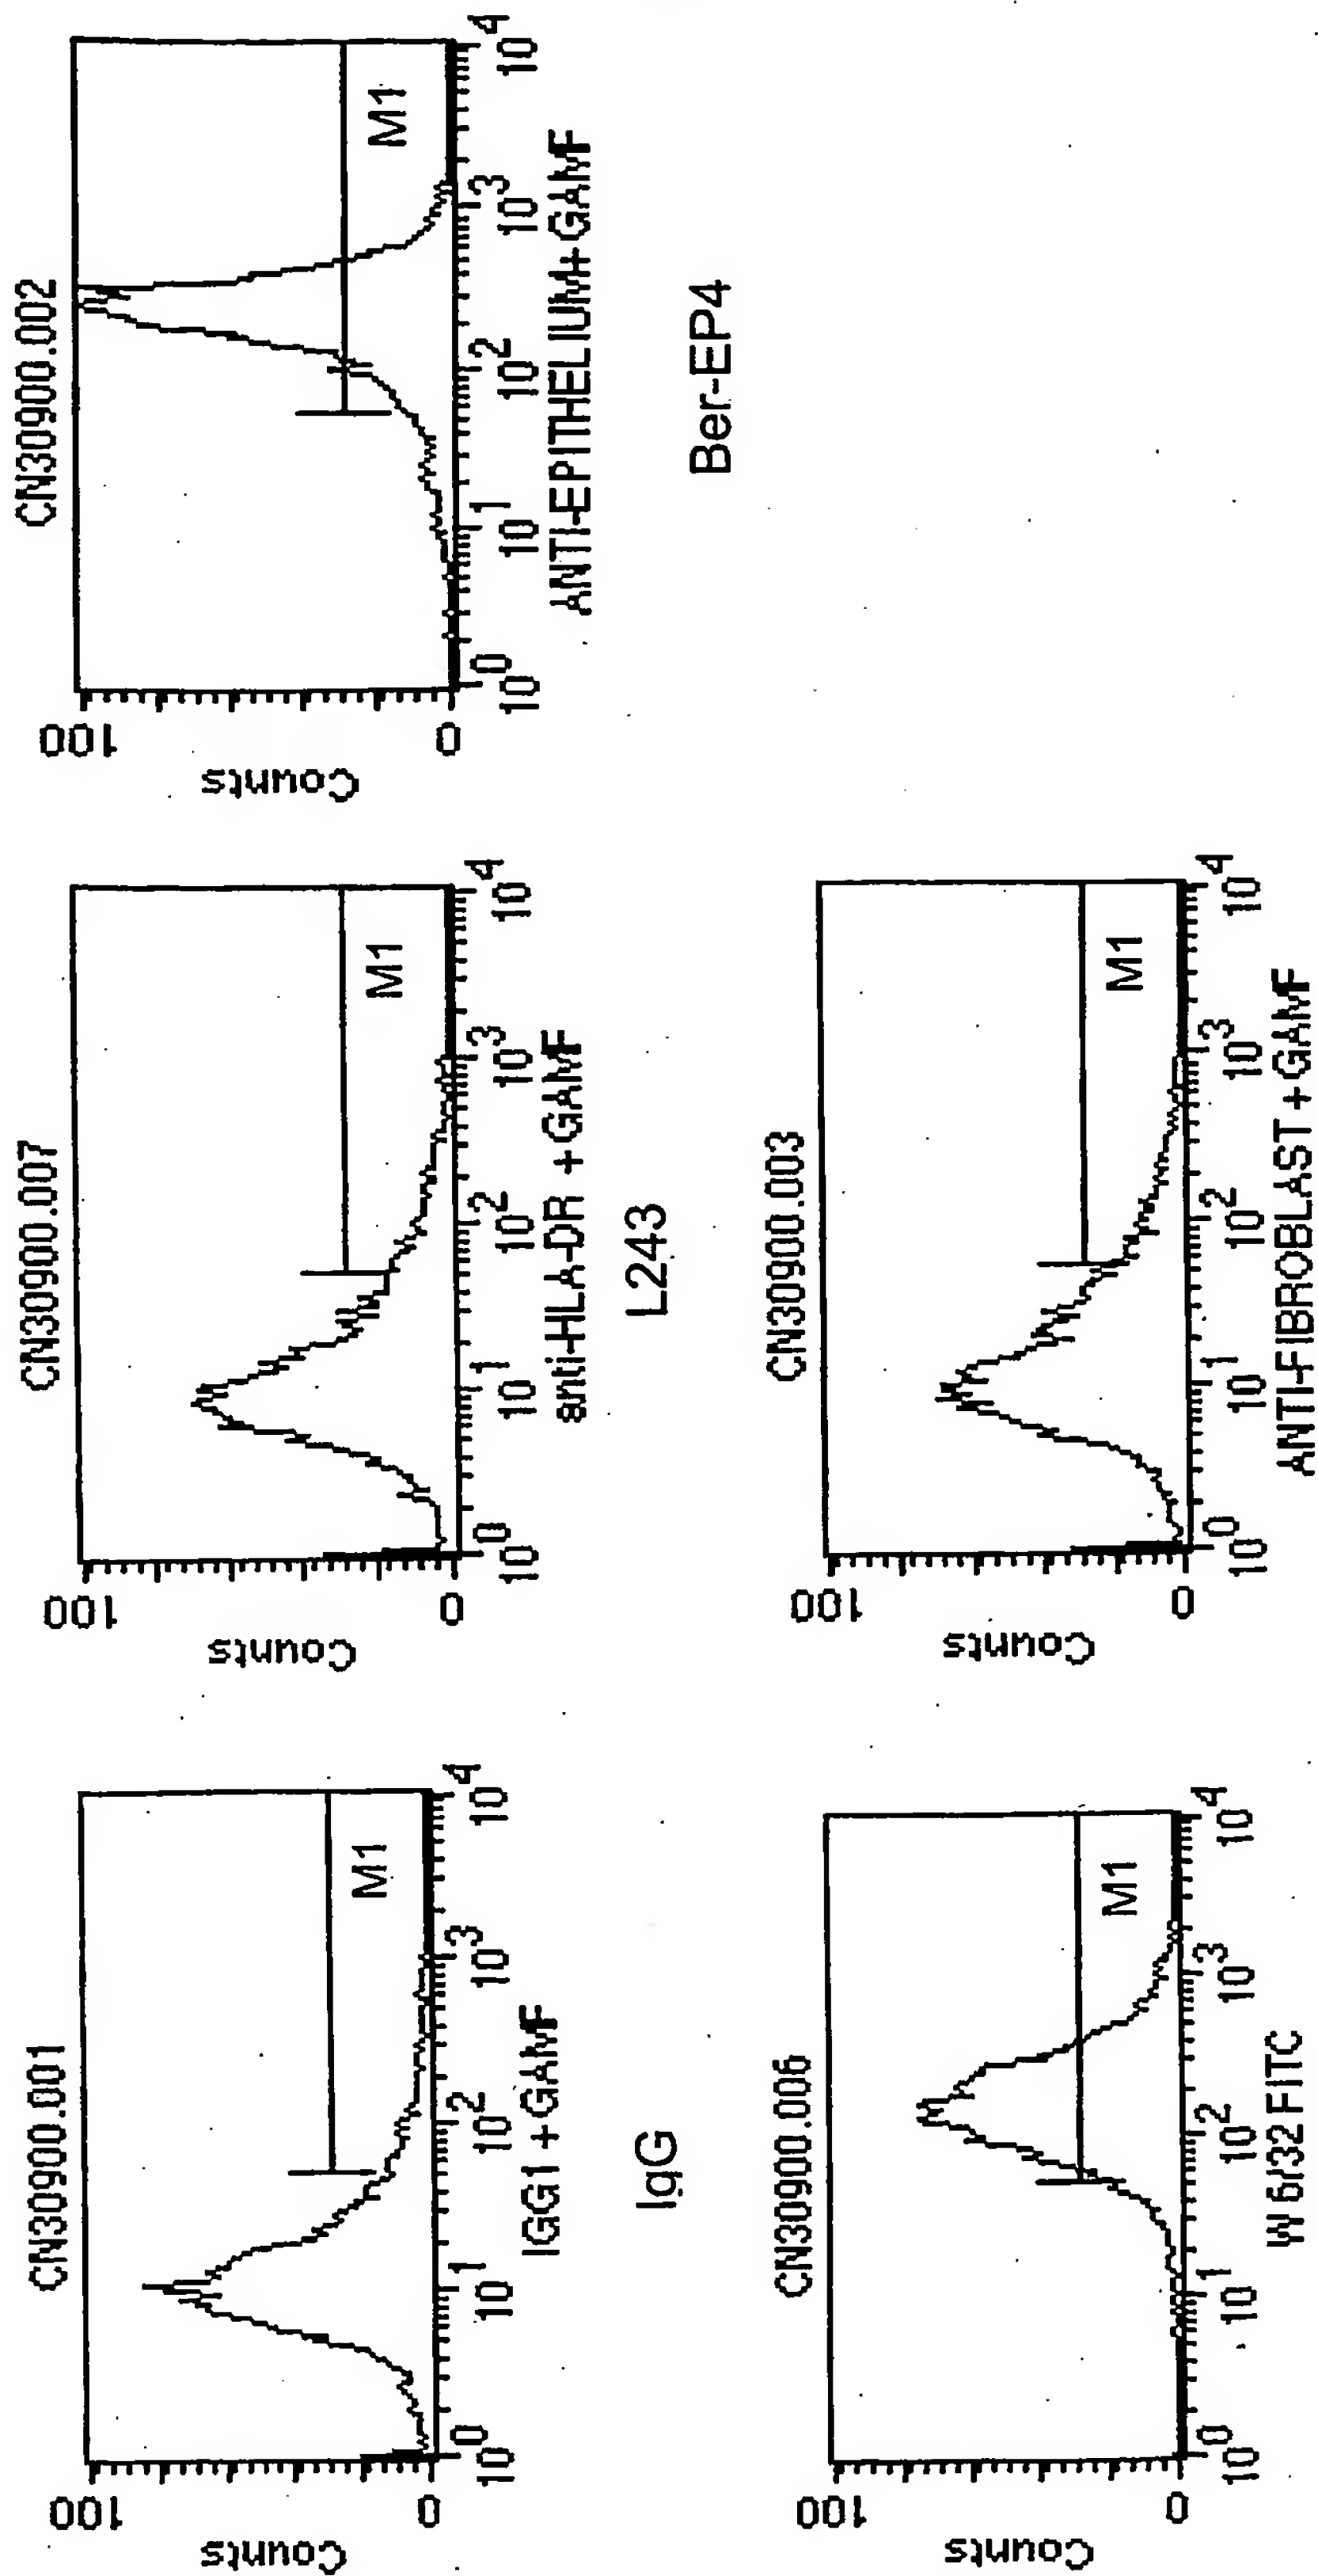 CN30900.001
100
Counts
0
10^0 10^1 10^2 10^3 10^4
M1
IGG1 +GAMF
IgG
CN30900.007
100
Counts
0
10^0 10^1 10^2 10^3 10^4
M1
anti-HLA-DR +GAMF
L243
CN30900.002
100
Counts
0
10^0 10^1 10^2 10^3 10^4
M1
ANTI-EPITHELIUM+GAMF
Ber-EP4
CN30900.006
100
Counts
0
10^0 10^1 10^2 10^3 10^4
M1
W 6/32 FITC
CN30900.003
100
Counts
0
10^0 10^1 10^2 10^3 10^4
M1
ANTI-FIBROBLAST+GAMF